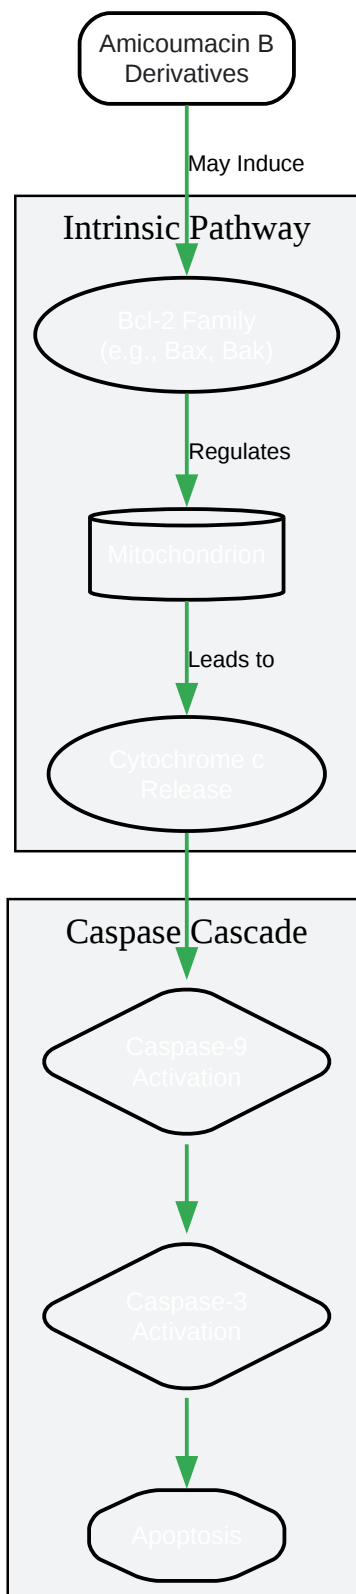 Amicoumacin B
Derivatives
May Induce
Intrinsic Pathway
Bcl-2 Family
(e.g., Bax, Bak)
Regulates
Mitochondrion
Leads to
Cytochrome c
Release
Caspase Cascade
Caspase-9
Activation
Caspase-3
Activation
Apoptosis